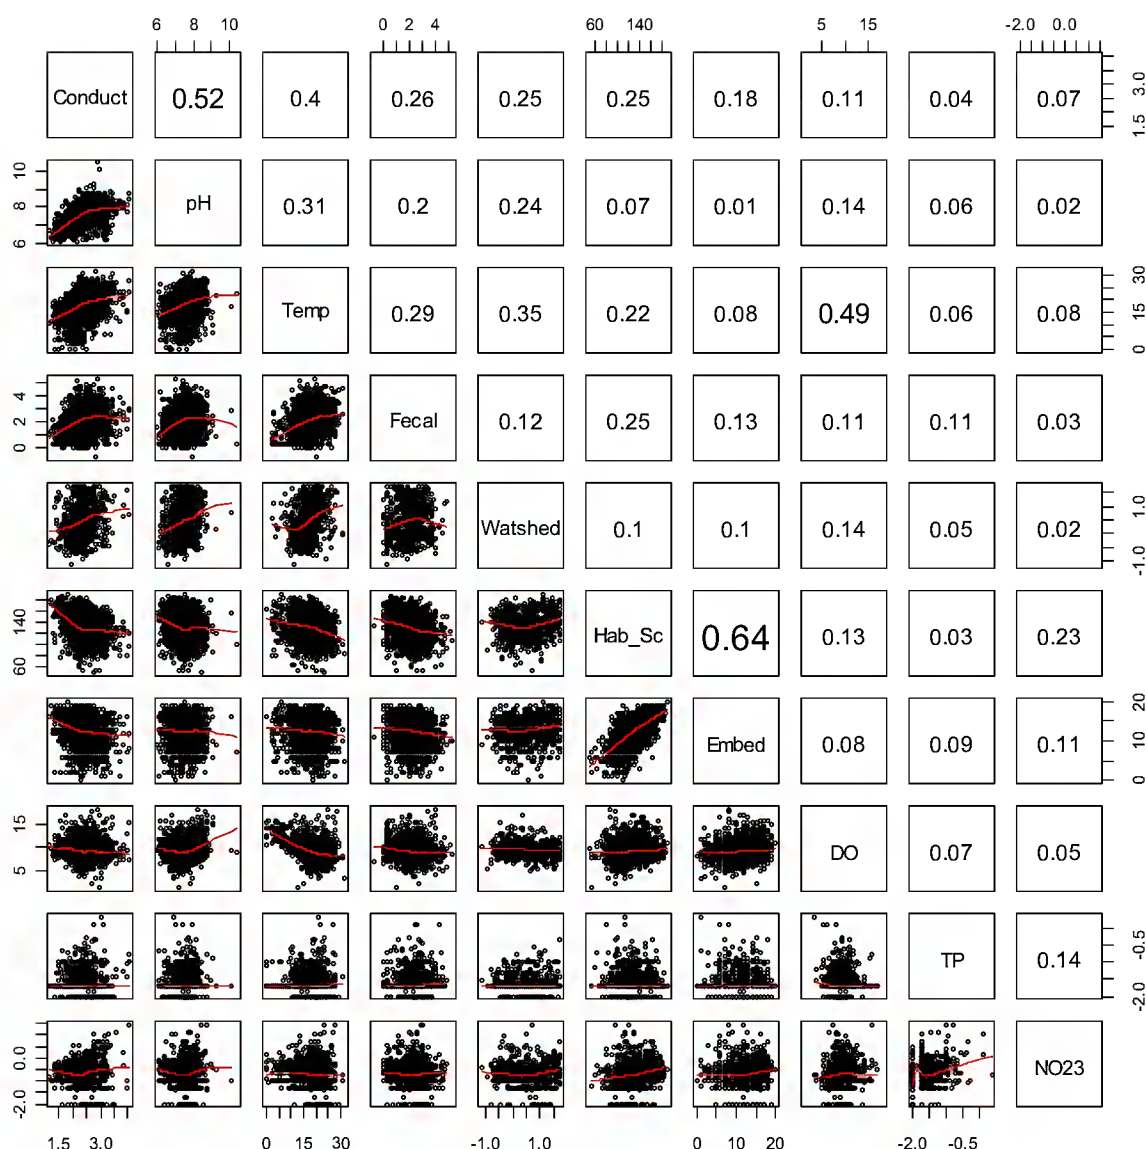 6 8 10 0 2 4 60 140 5 15 -2.0 0.0
Conduct 0.52 0.4 0.26 0.25 0.25 0.18 0.11 0.04 0.07 1.5 3.0
6 8 10 pH 0.31 0.2 0.24 0.07 0.01 0.14 0.06 0.02
Temp 0.29 0.35 0.22 0.08 0.49 0.06 0.08 0 15 30
0 2 4 Fecal 0.12 0.25 0.13 0.11 0.11 0.03
Watshed 0.1 0.1 0.14 0.05 0.02 -1.0 1.0
60 140 Hab_Sc 0.64 0.13 0.03 0.23
Embed 0.08 0.09 0.11 0 10 20
5 15 DO 0.07 0.05
TP 0.14 -2.0 -0.5
-2.0 0.0 NO23
1.5 3.0 0 15 30 -1.0 1.0 0 10 20 -2.0 -0.5